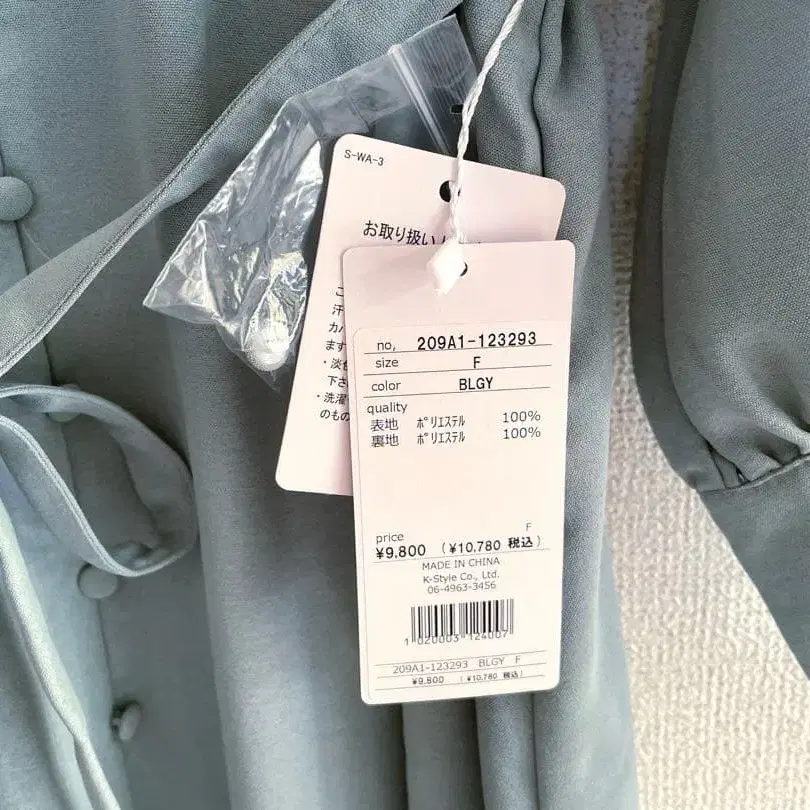 S-WA-3
お取り扱い
汗
カバ
ます
・淡色
下さ
・洗濯
のもの
no, 209A1-123293
size F
color BLGY
quality
表地 ポリエステル 100%
裏地 ポリエステル 100%
F
price
¥9,800 (¥10,780 税込)
MADE IN CHINA
K-Style Co., Ltd.
06-4963-3456
1020003124007
209A1-123293 BLGY F
¥9,800 (¥10,780 税込)